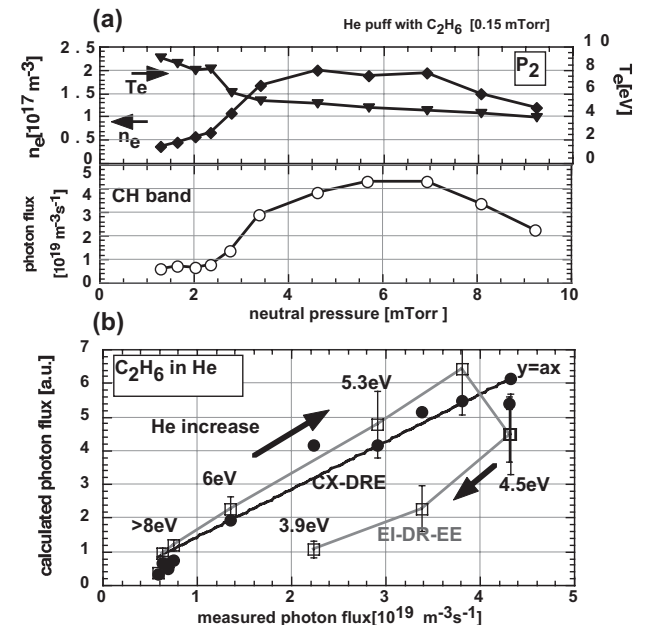 (a)
He puff with C2H6 [0.15 mTorr]
2.5
2
1.5
1
0.5
0
ne[10^17 m^-3]
Te
ne
P2
10
8
6
4
2
0
Te[eV]
5
4
3
2
1
0
photon flux
[10^19 m^-3s^-1]
CH band
0 2 4 6 8 10
neutral pressure [mTorr ]
(b)
7
6
5
4
3
2
1
0
calculated photon flux [a.u.]
C2H6 in He
y=ax
5.3eV
He increase
6eV
CX-DRE
4.5eV
>8eV
3.9eV
EI-DR-EE
0 1 2 3 4 5
measured photon flux[10^19 m^-3s^-1]